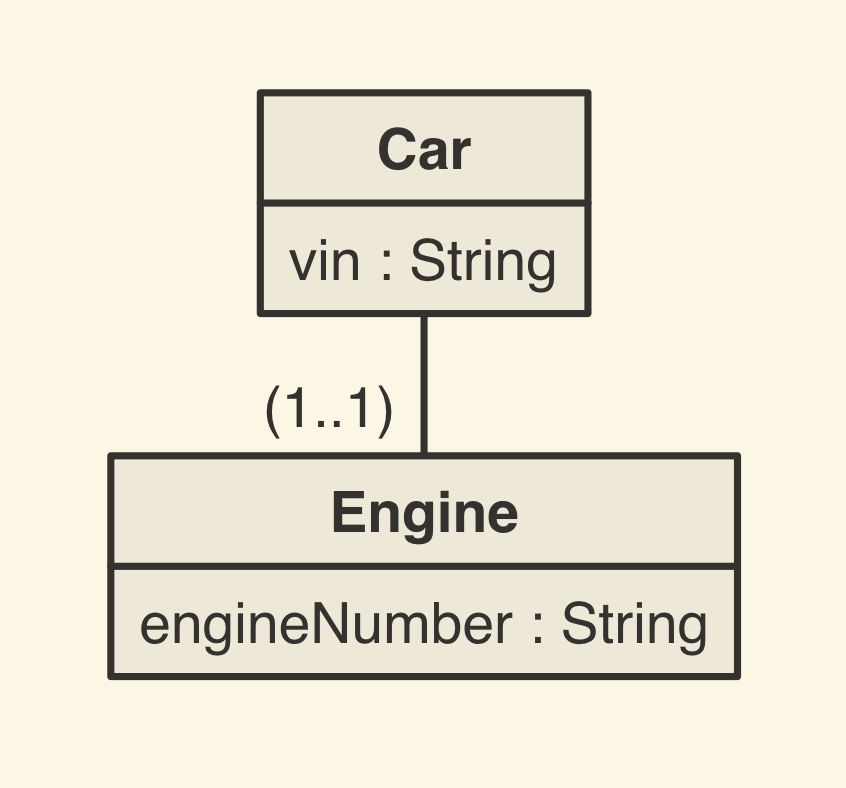 Car
vin : String
(1..1)
Engine
engineNumber : String